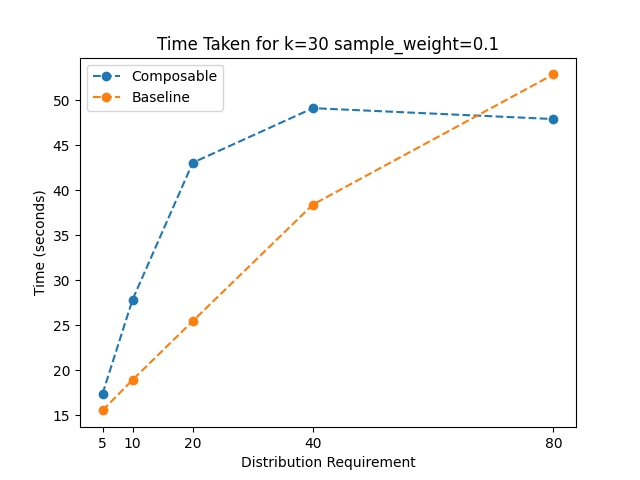 Time Taken for k=30 sample_weight=0.1
Composable
Baseline
Time (seconds)
50
45
40
35
30
25
20
15
5 10 20 40 80
Distribution Requirement